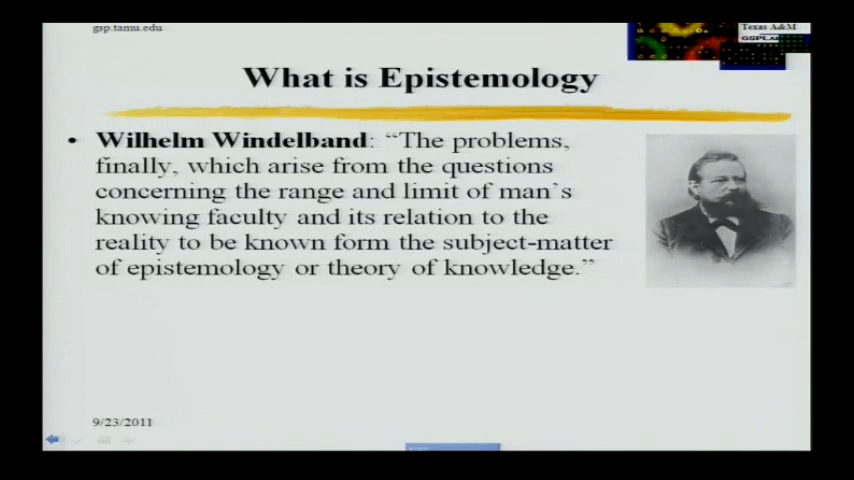 gsp.tamu.edu
Texas A&M
GSPLA
What is Epistemology
• Wilhelm Windelband: “The problems,
finally, which arise from the questions
concerning the range and limit of man’s
knowing faculty and its relation to the
reality to be known form the subject-matter
of epistemology or theory of knowledge.”
9/23/2011